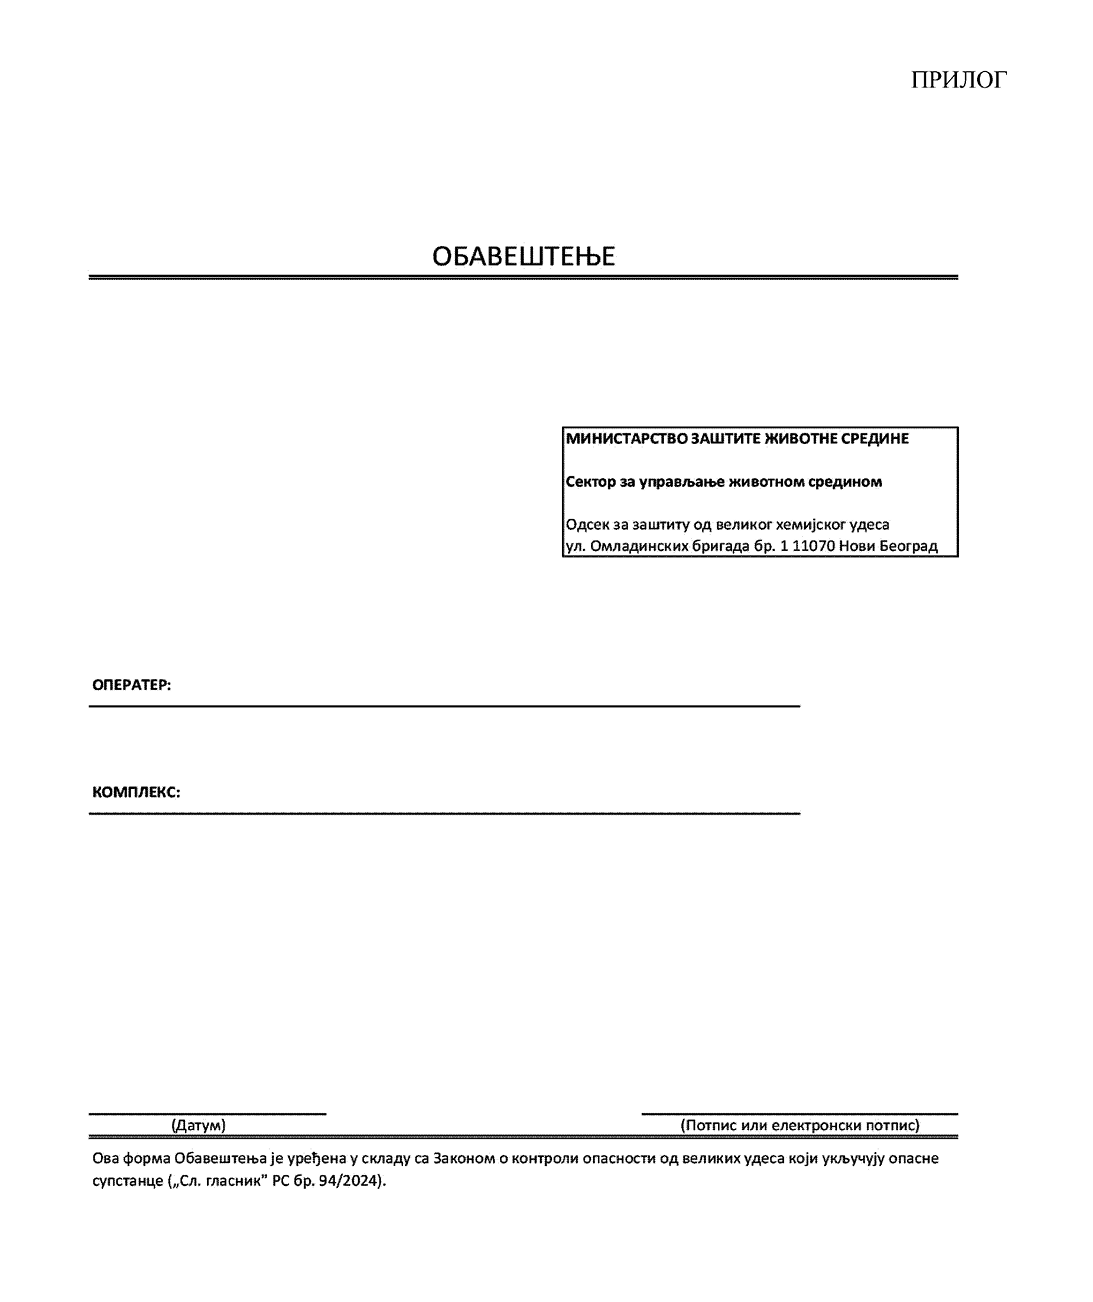 ПРИЛОГ
ОБАВЕШТЕЊЕ
МИНИСТАРСТВО ЗАШТИТЕ ЖИВОТНЕ СРЕДИНЕ
Сектор за управљање животном средином
Одсек за заштиту од великог хемијског удеса
ул. Омладинских бригада бр. 1 11070 Нови Београд
ОПЕРАТЕР:
КОМПЛЕКС:
(Датум) (Потпис или електронски потпис)
Ова форма Обавештења је уређена у складу са Законом о контроли опасности од великих удеса који укључују опасне
супстанце („Сл. гласник” РС бр. 94/2024).